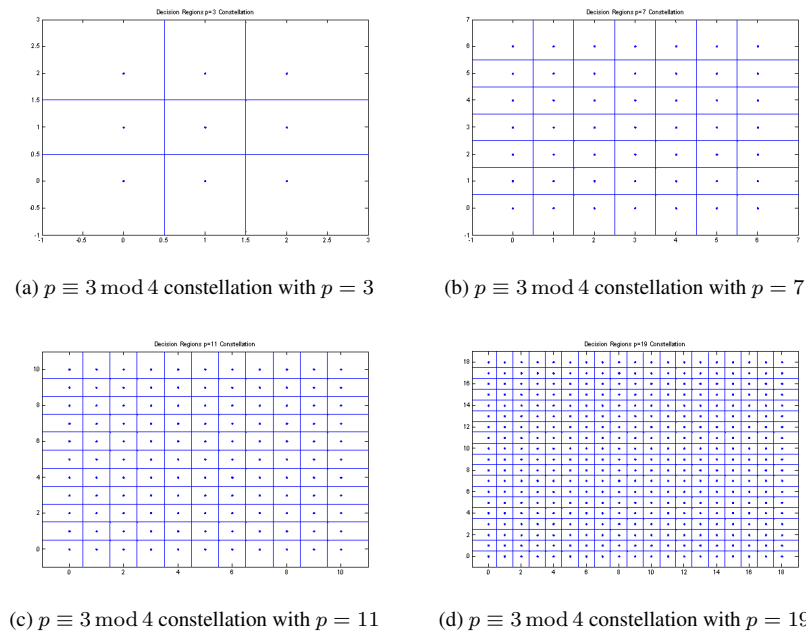 Decision Regions p=3 Constellation
3
2.5
2
1.5
1
0.5
0
-0.5
-1
-1 -0.5 0 0.5 1 1.5 2 2.5 3
(a) p ≡ 3 mod 4 constellation with p = 3
Decision Regions p=7 Constellation
7
6
5
4
3
2
1
0
-1
-1 0 1 2 3 4 5 6 7
(b) p ≡ 3 mod 4 constellation with p = 7
Decision Regions p=11 Constellation
10
8
6
4
2
0
0 2 4 6 8 10
(c) p ≡ 3 mod 4 constellation with p = 11
Decision Regions p=19 Constellation
18
16
14
12
10
8
6
4
2
0
0 2 4 6 8 10 12 14 16 18
(d) p ≡ 3 mod 4 constellation with p = 19